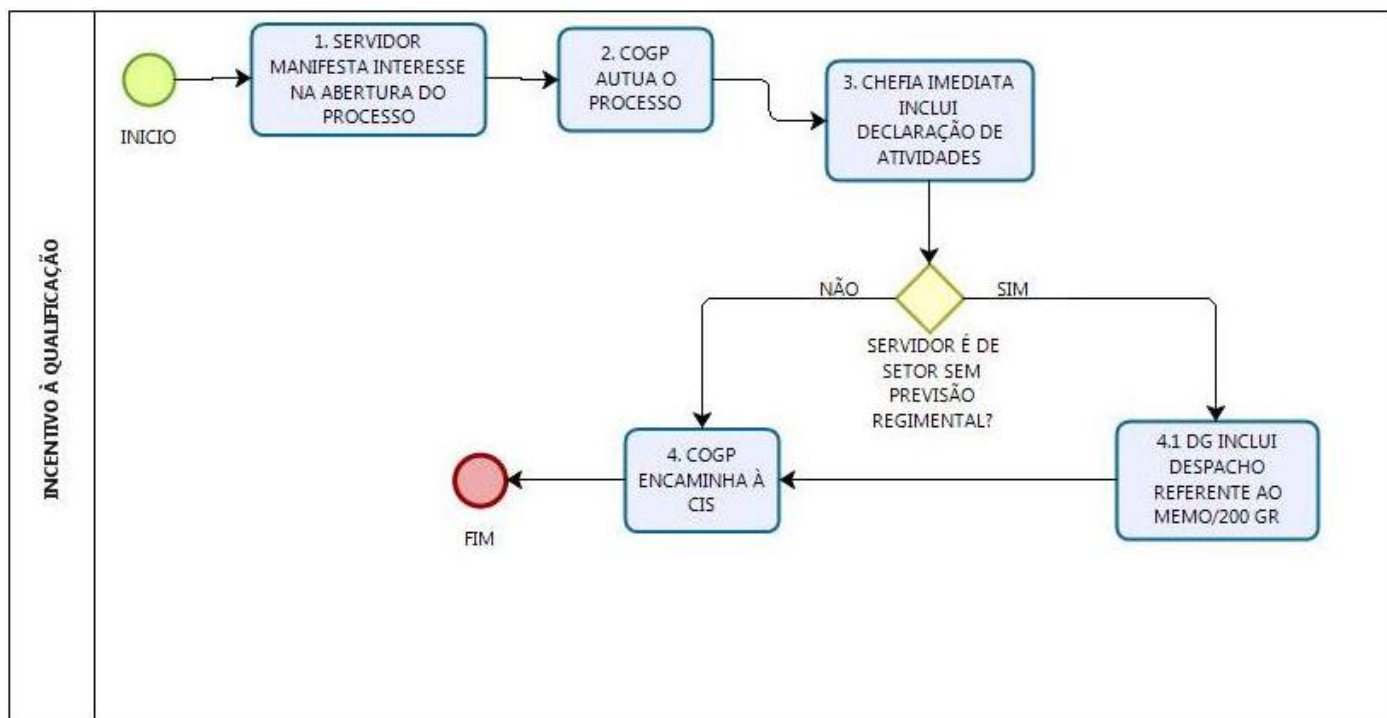 INCENTIVO À QUALIFICAÇÃO
INICIO
1. SERVIDOR
MANIFESTA INTERESSE
NA ABERTURA DO
PROCESSO
2. COGP
AUTUA O
PROCESSO
3. CHEFIA IMEDIATA
INCLUI
DECLARAÇÃO DE
ATIVIDADES
NÃO
SIM
SERVIDOR É DE
SETOR SEM
PREVISÃO
REGIMENTAL?
4.1 DG INCLUI
DESPACHO
REFERENTE AO
MEMO/200 GR
4. COGP
ENCAMINHA À
CIS
FIM